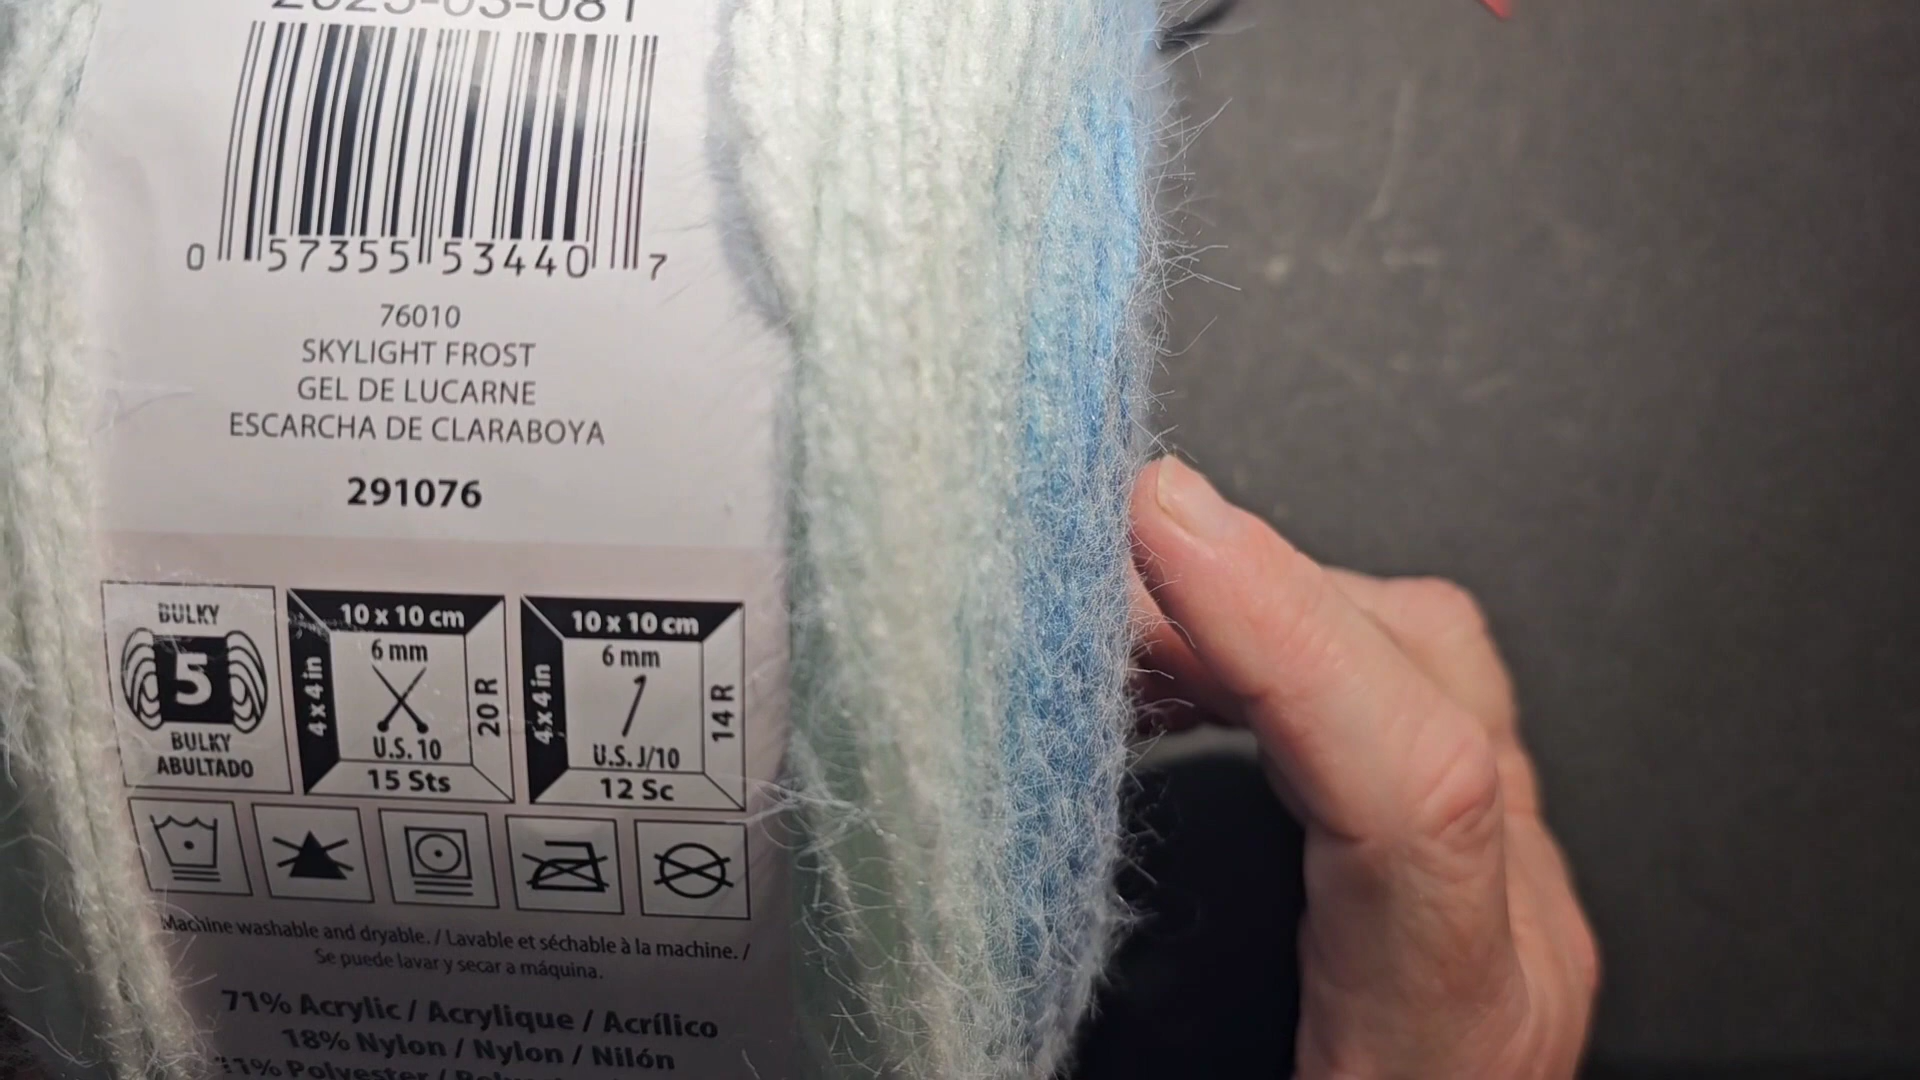 0 57355 53440 7
76010
SKYLIGHT FROST
GEL DE LUCARNE
ESCARCHA DE CLARABOYA
291076
BULKY
5
BULKY
ABULTADO
10 x 10 cm
4 x 4 in
6 mm
U.S. 10
20 R
15 Sts
10 x 10 cm
4 x 4 in
6 mm
U.S. J/10
14 R
12 Sc
Machine washable and dryable. / Lavable et séchable à la machine. /
Se puede lavar y secar a máquina.
71% Acrylic / Acrylique / Acrílico
18% Nylon / Nylon / Nilón
11% Polyester /